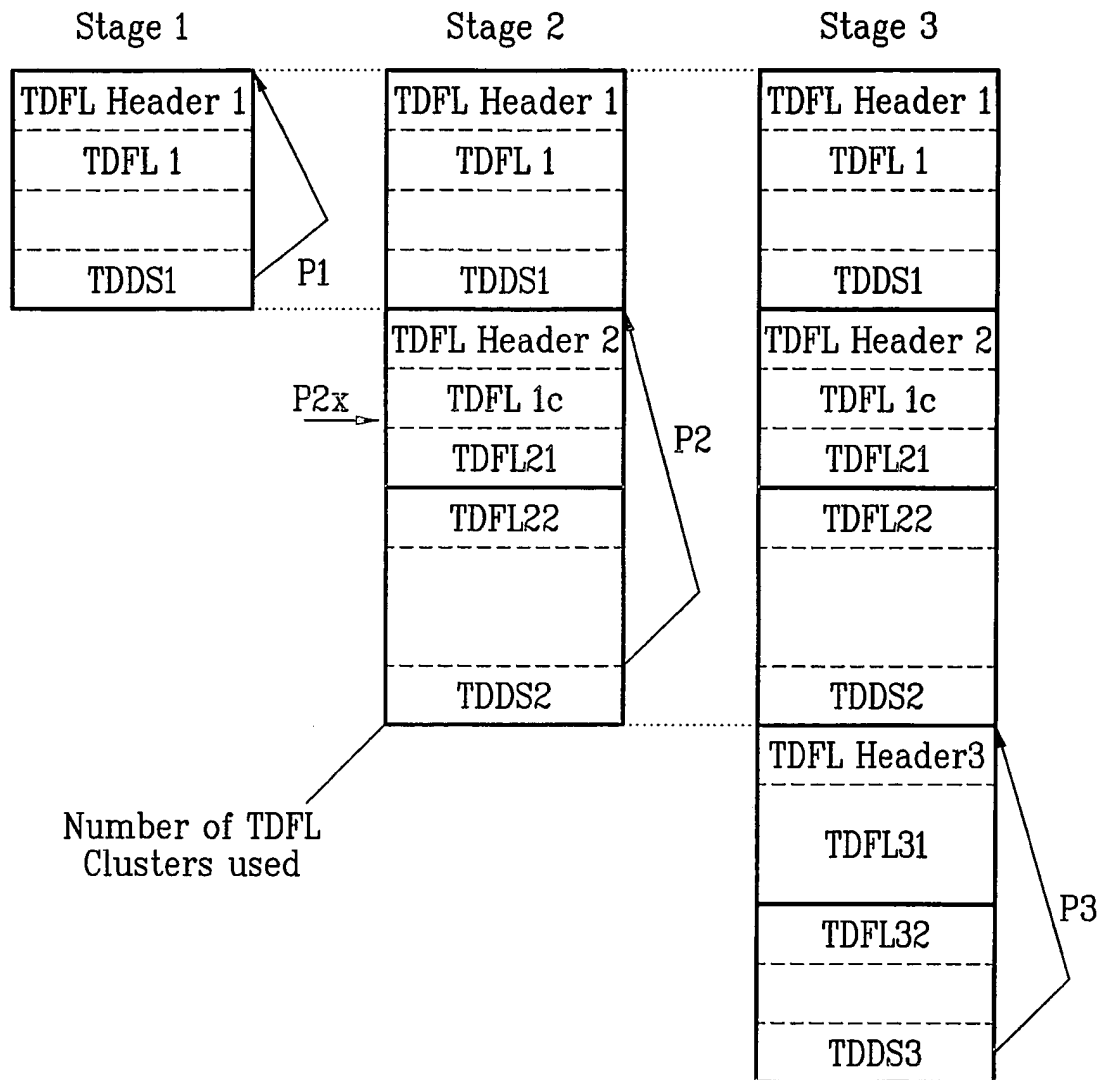 Stage 1
TDFL Header 1
TDFL 1
TDDS1
P1
Stage 2
TDFL Header 1
TDFL 1
TDDS1
TDFL Header 2
P2x
TDFL 1c
TDFL21
P2
TDFL22
TDDS2
Number of TDFL
Clusters used
Stage 3
TDFL Header 1
TDFL 1
TDDS1
TDFL Header 2
TDFL 1c
TDFL21
TDFL22
TDDS2
TDFL Header3
TDFL31
P3
TDFL32
TDDS3